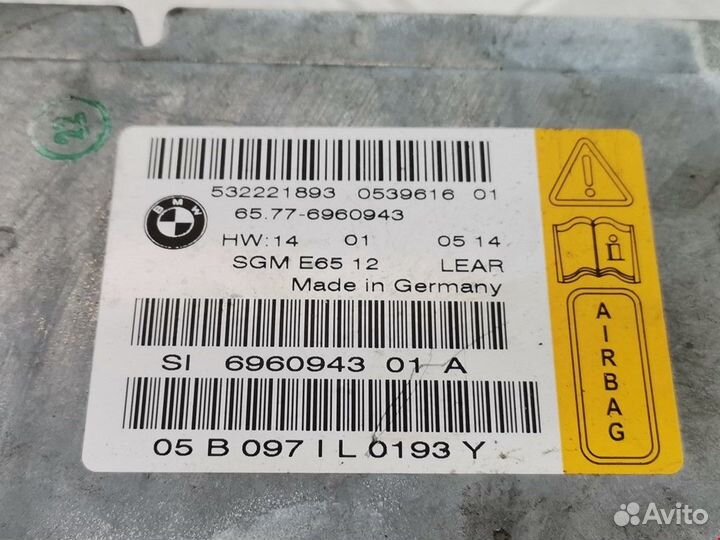 23
532221893 0539616 01
BMW
65.77-6960943
HW:14 01 05 14
SGM E65 12 LEAR
Made in Germany
SI 6960943 01 A
05 B 097 I L 0193 Y
i
AIRBAG
Avito